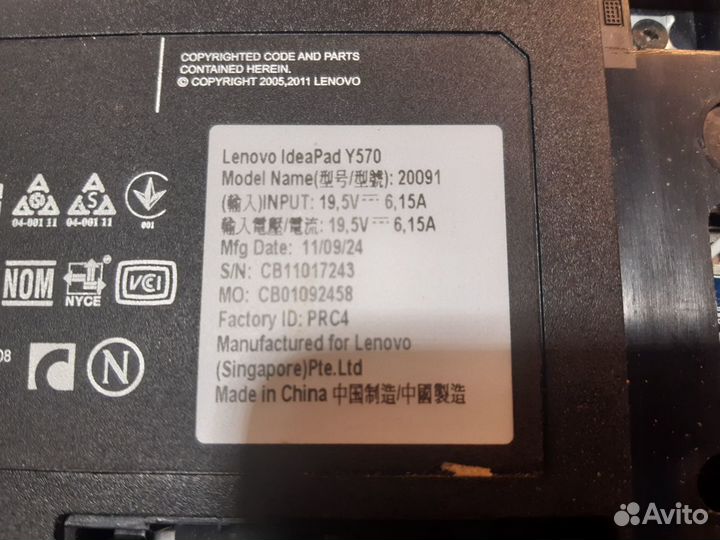 COPYRIGHTED CODE AND PARTS
CONTAINED HEREIN.
© COPYRIGHT 2005,2011 LENOVO
Lenovo IdeaPad Y570
Model Name(型号/型號): 20091
(輸入)INPUT: 19,5V⎓ 6,15A
輸入電壓/電流: 19,5V⎓ 6,15A
Mfg Date: 11/09/24
S/N: CB11017243
MO: CB01092458
Factory ID: PRC4
Manufactured for Lenovo
(Singapore)Pte.Ltd
Made in China 中国制造/中國製造
A
S
04-001 11
04-001 11
001
NOM
NYCE
VCI
08
N
Avito